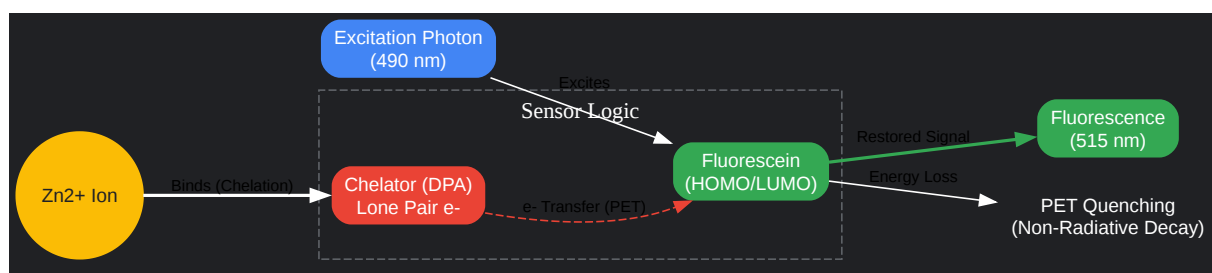 Excitation Photon
(490 nm)
Excites
Sensor Logic
Zn2+ Ion
Binds (Chelation)
Chelator (DPA)
Lone Pair e-
e- Transfer (PET)
Fluorescein
(HOMO/LUMO)
Restored Signal
Energy Loss
Fluorescence
(515 nm)
PET Quenching
(Non-Radiative Decay)